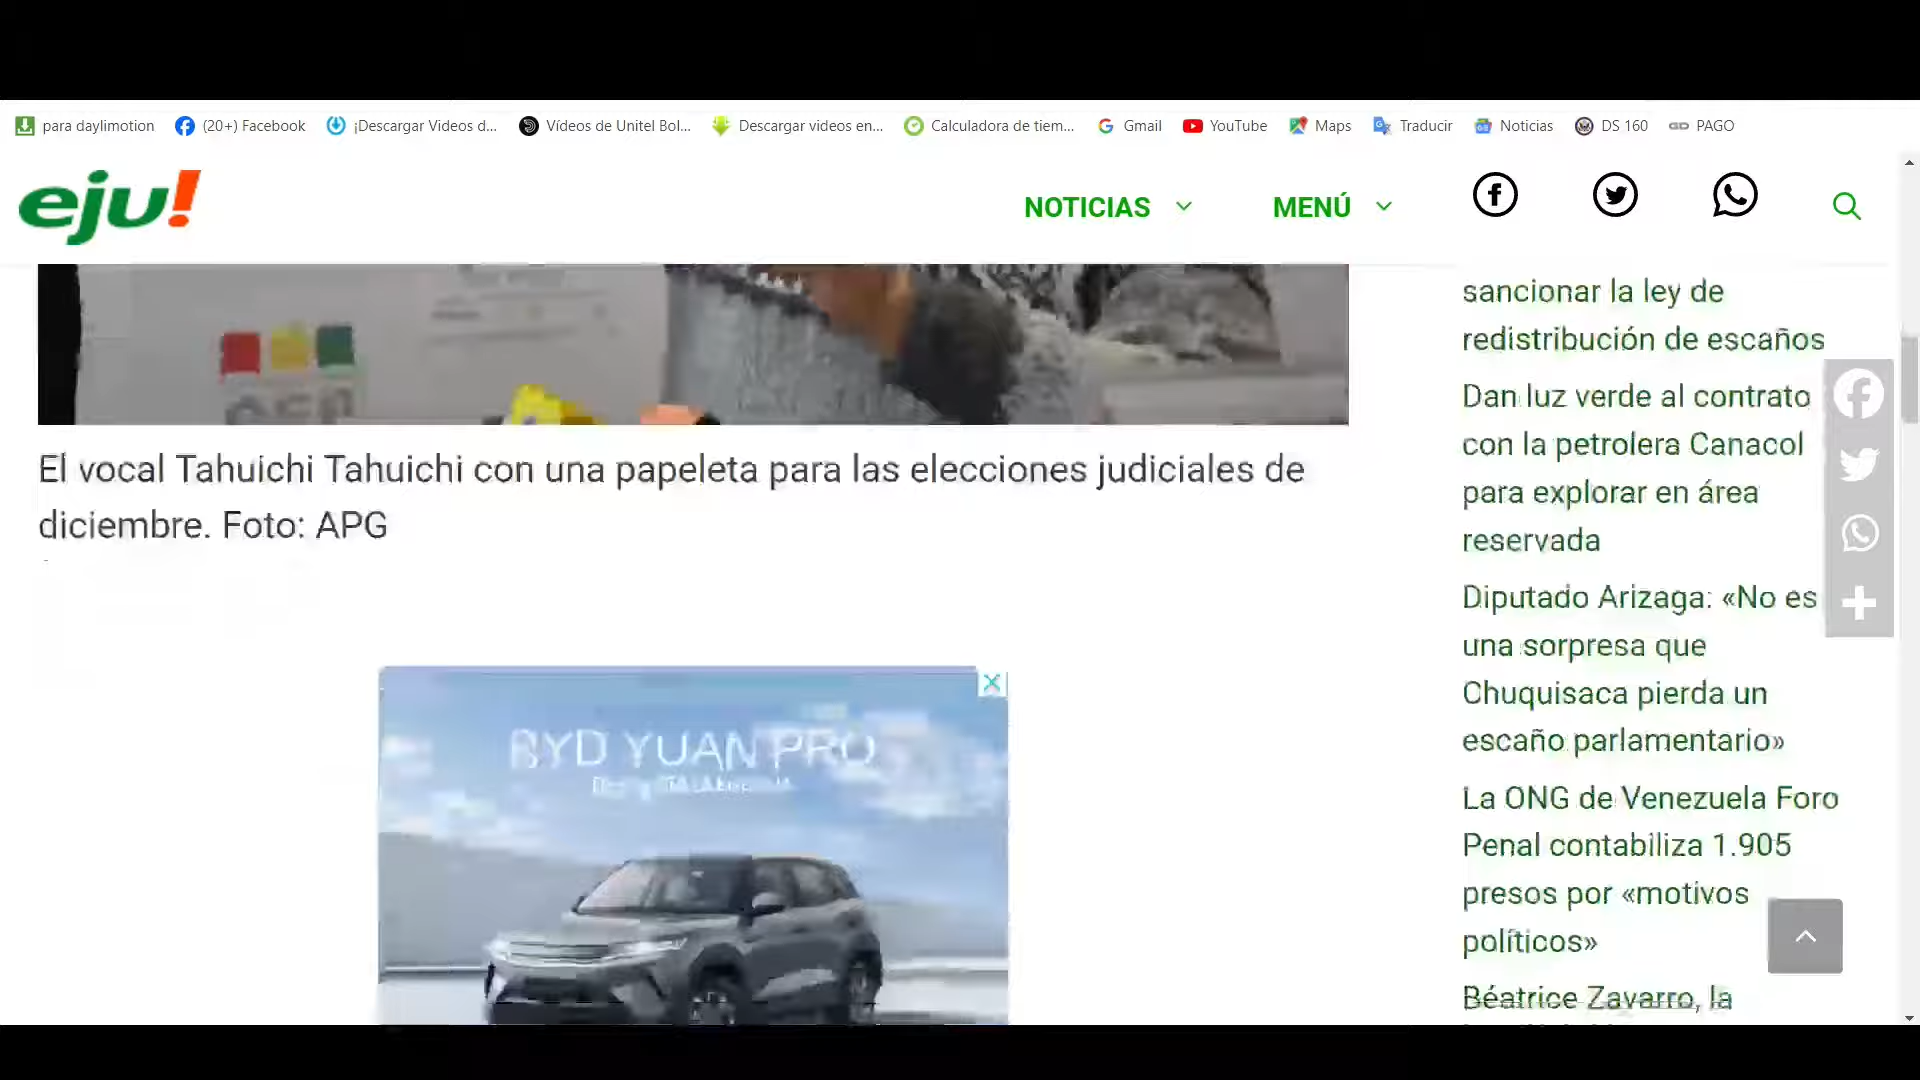 para daylimotion
(20+) Facebook
¡Descargar Videos d...
Vídeos de Unitel Bol...
Descargar videos en...
Calculadora de tiem...
Gmail
YouTube
Maps
Traducir
Noticias
DS 160
PAGO
eju!
NOTICIAS
MENÚ
El vocal Tahuichi Tahuichi con una papeleta para las elecciones judiciales de
diciembre. Foto: APG
BYD YUAN PRO
sancionar la ley de
redistribución de escaños
Dan luz verde al contrato
con la petrolera Canacol
para explorar en área
reservada
Diputado Arizaga: «No es
una sorpresa que
Chuquisaca pierda un
escaño parlamentario»
La ONG de Venezuela Foro
Penal contabiliza 1.905
presos por «motivos
políticos»
Béatrice Zavarro, la